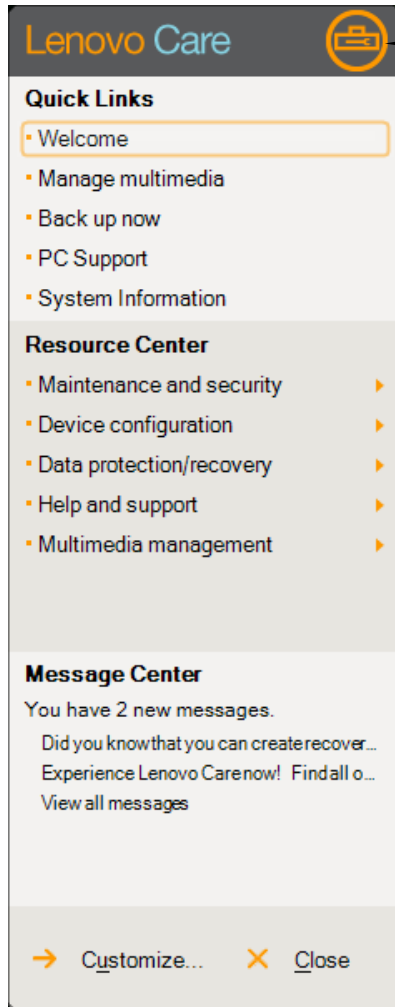 Lenovo Care
Quick Links
Welcome
Manage multimedia
Back up now
PC Support
System Information
Resource Center
Maintenance and security
Device configuration
Data protection/recovery
Help and support
Multimedia management
Message Center
You have 2 new messages.
Did you know that you can create recover...
Experience Lenovo Care now! Find all o...
View all messages
Customize...
Close